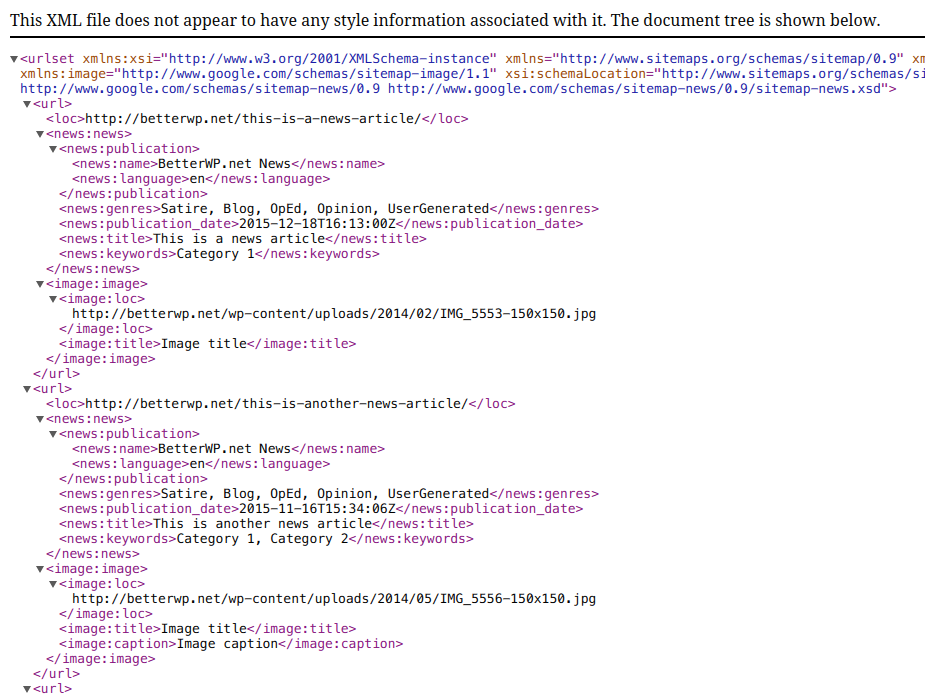 This XML file does not appear to have any style information associated with it. The document tree is shown below.
▼<urlset xmlns:xsi="http://www.w3.org/2001/XMLSchema-instance" xmlns="http://www.sitemaps.org/schemas/sitemap/0.9" xm
xmlns:image="http://www.google.com/schemas/sitemap-image/1.1" xsi:schemaLocation="http://www.sitemaps.org/schemas/si
http://www.google.com/schemas/sitemap-news/0.9 http://www.google.com/schemas/sitemap-news/0.9/sitemap-news.xsd">
▼<url>
<loc>http://betterwp.net/this-is-a-news-article/</loc>
▼<news:news>
▼<news:publication>
<news:name>BetterWP.net News</news:name>
<news:language>en</news:language>
</news:publication>
<news:genres>Satire, Blog, OpEd, Opinion, UserGenerated</news:genres>
<news:publication_date>2015-12-18T16:13:00Z</news:publication_date>
<news:title>This is a news article</news:title>
<news:keywords>Category 1</news:keywords>
</news:news>
▼<image:image>
▼<image:loc>
http://betterwp.net/wp-content/uploads/2014/02/IMG_5553-150x150.jpg
</image:loc>
<image:title>Image title</image:title>
</image:image>
</url>
▼<url>
<loc>http://betterwp.net/this-is-another-news-article/</loc>
▼<news:news>
▼<news:publication>
<news:name>BetterWP.net News</news:name>
<news:language>en</news:language>
</news:publication>
<news:genres>Satire, Blog, OpEd, Opinion, UserGenerated</news:genres>
<news:publication_date>2015-11-16T15:34:06Z</news:publication_date>
<news:title>This is another news article</news:title>
<news:keywords>Category 1, Category 2</news:keywords>
</news:news>
▼<image:image>
▼<image:loc>
http://betterwp.net/wp-content/uploads/2014/05/IMG_5556-150x150.jpg
</image:loc>
<image:title>Image title</image:title>
<image:caption>Image caption</image:caption>
</image:image>
</url>
▼<url>